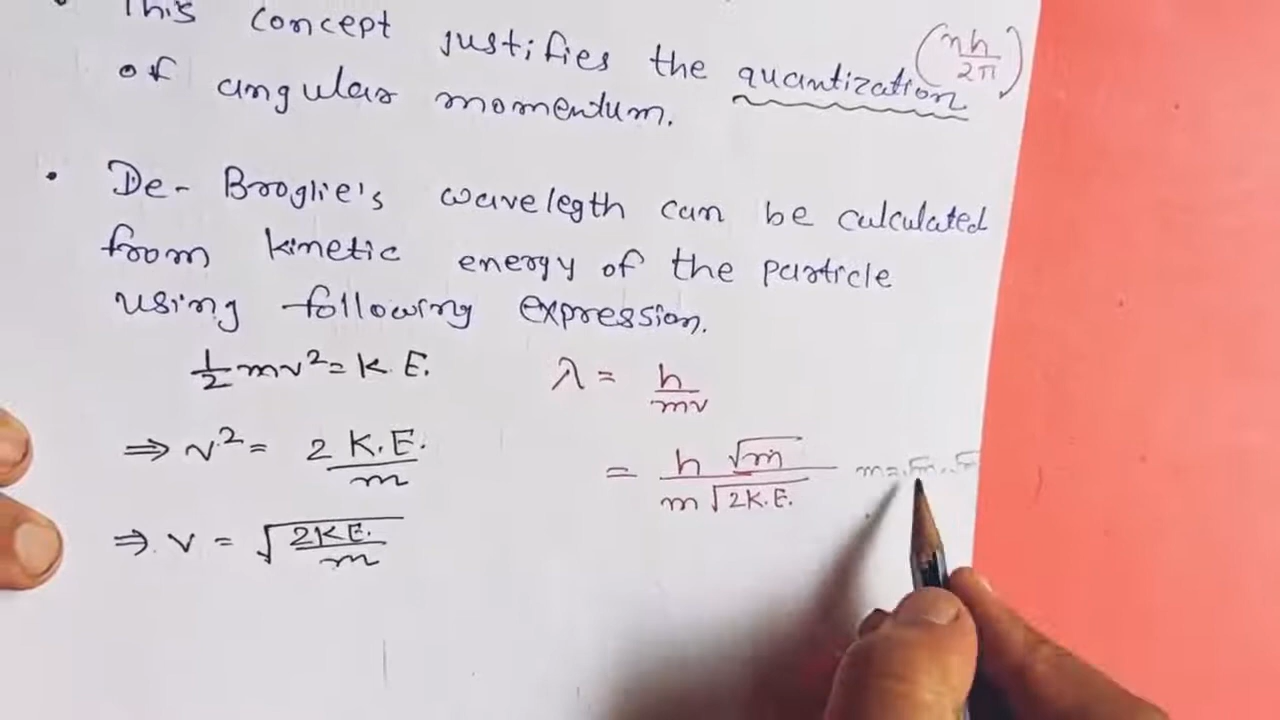 This concept justifies the quantization (nh/2π)
of angular momentum.
• De-Broglie's wavelegth can be calculated
from kinetic energy of the particle
using following expression.
1/2 mv² = K.E.
λ = h/mv
⇒ v² = 2 K.E./m
= h √m / m √2K.E.
m = √m . √m
⇒ v = √(2K.E./m)